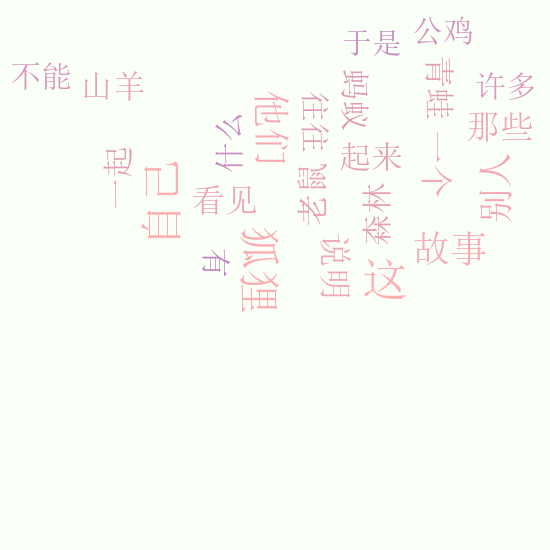 公鸡
于是
不能
山羊
青蛙
许多
蚂蚁
他们
往往
什么
那些
起来
一个
一起
别人
自己
老鼠
看见
森林
狐狸
故事
说明
有
这